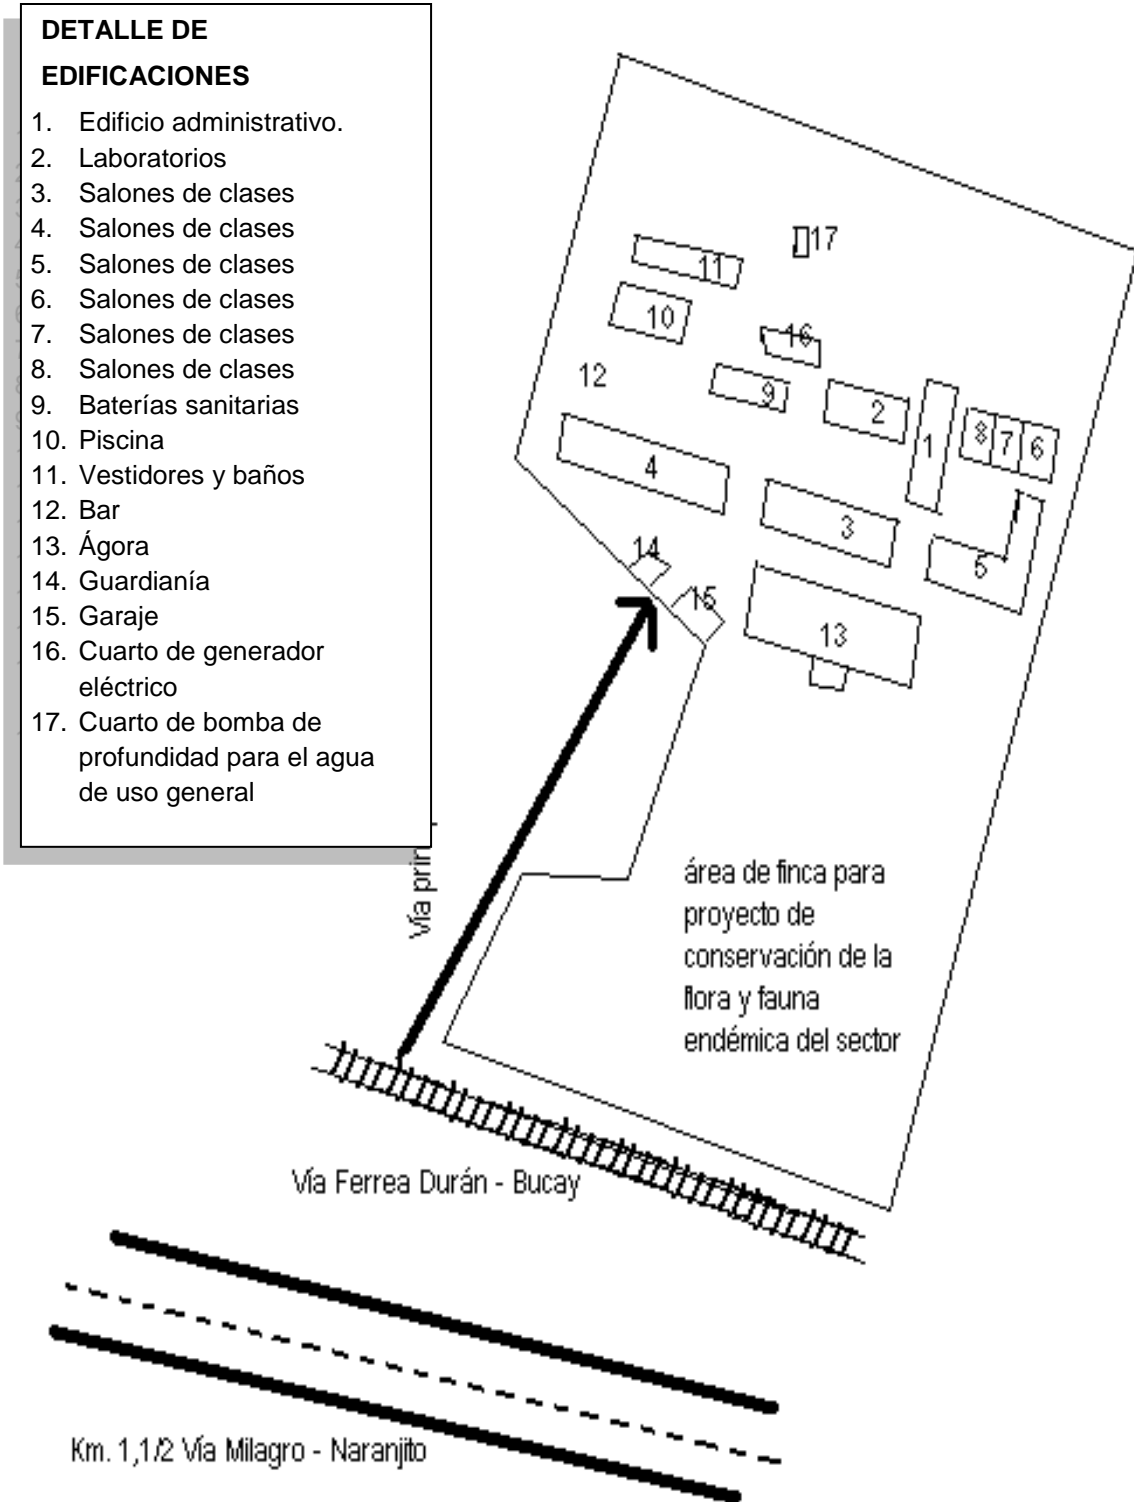 DETALLE DE
EDIFICACIONES
1. Edificio administrativo.
2. Laboratorios
3. Salones de clases
4. Salones de clases
5. Salones de clases
6. Salones de clases
7. Salones de clases
8. Salones de clases
9. Baterías sanitarias
10. Piscina
11. Vestidores y baños
12. Bar
13. Ágora
14. Guardianía
15. Garaje
16. Cuarto de generador
eléctrico
17. Cuarto de bomba de
profundidad para el agua
de uso general
17
11
10
16
12
9
2
1
8
7
6
4
3
5
14
15
13
Vía
área de finca para
proyecto de
conservación de la
flora y fauna
endémica del sector
Vía Ferrea Durán - Bucay
Km. 1,1/2 Vía Milagro - Naranjito